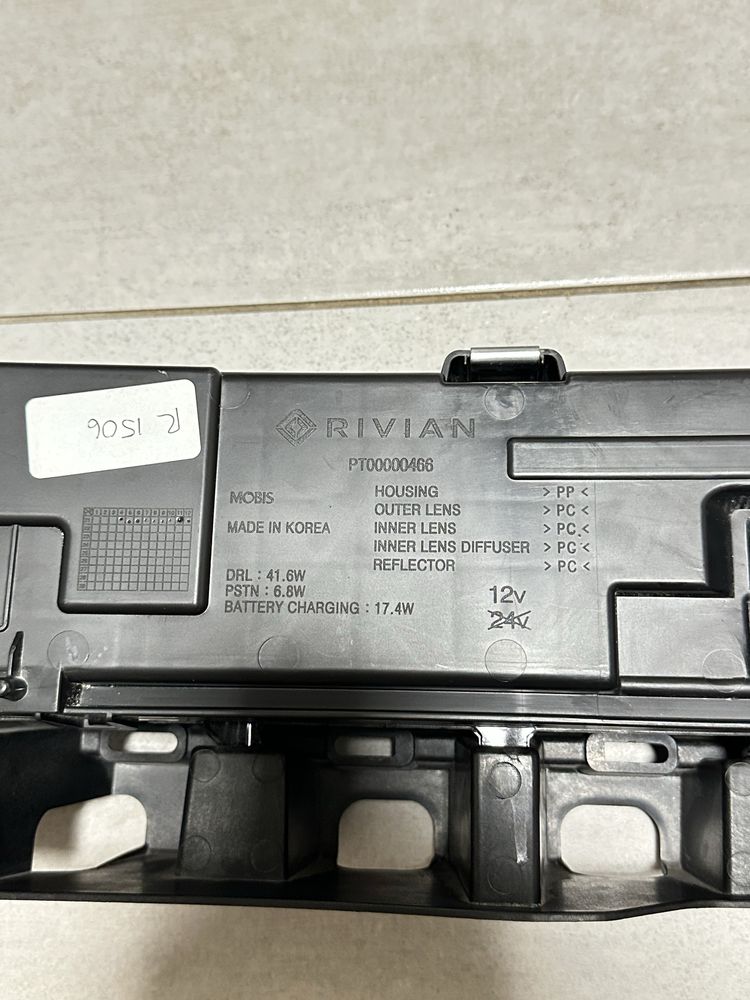 RIVIAN
PT00000466
R 1506
MOBIS
MADE IN KOREA
HOUSING >PP<
OUTER LENS >PC<
INNER LENS >PC<
INNER LENS DIFFUSER >PC<
REFLECTOR >PC<
DRL : 41.6W
PSTN : 6.8W
BATTERY CHARGING : 17.4W
12V
24V